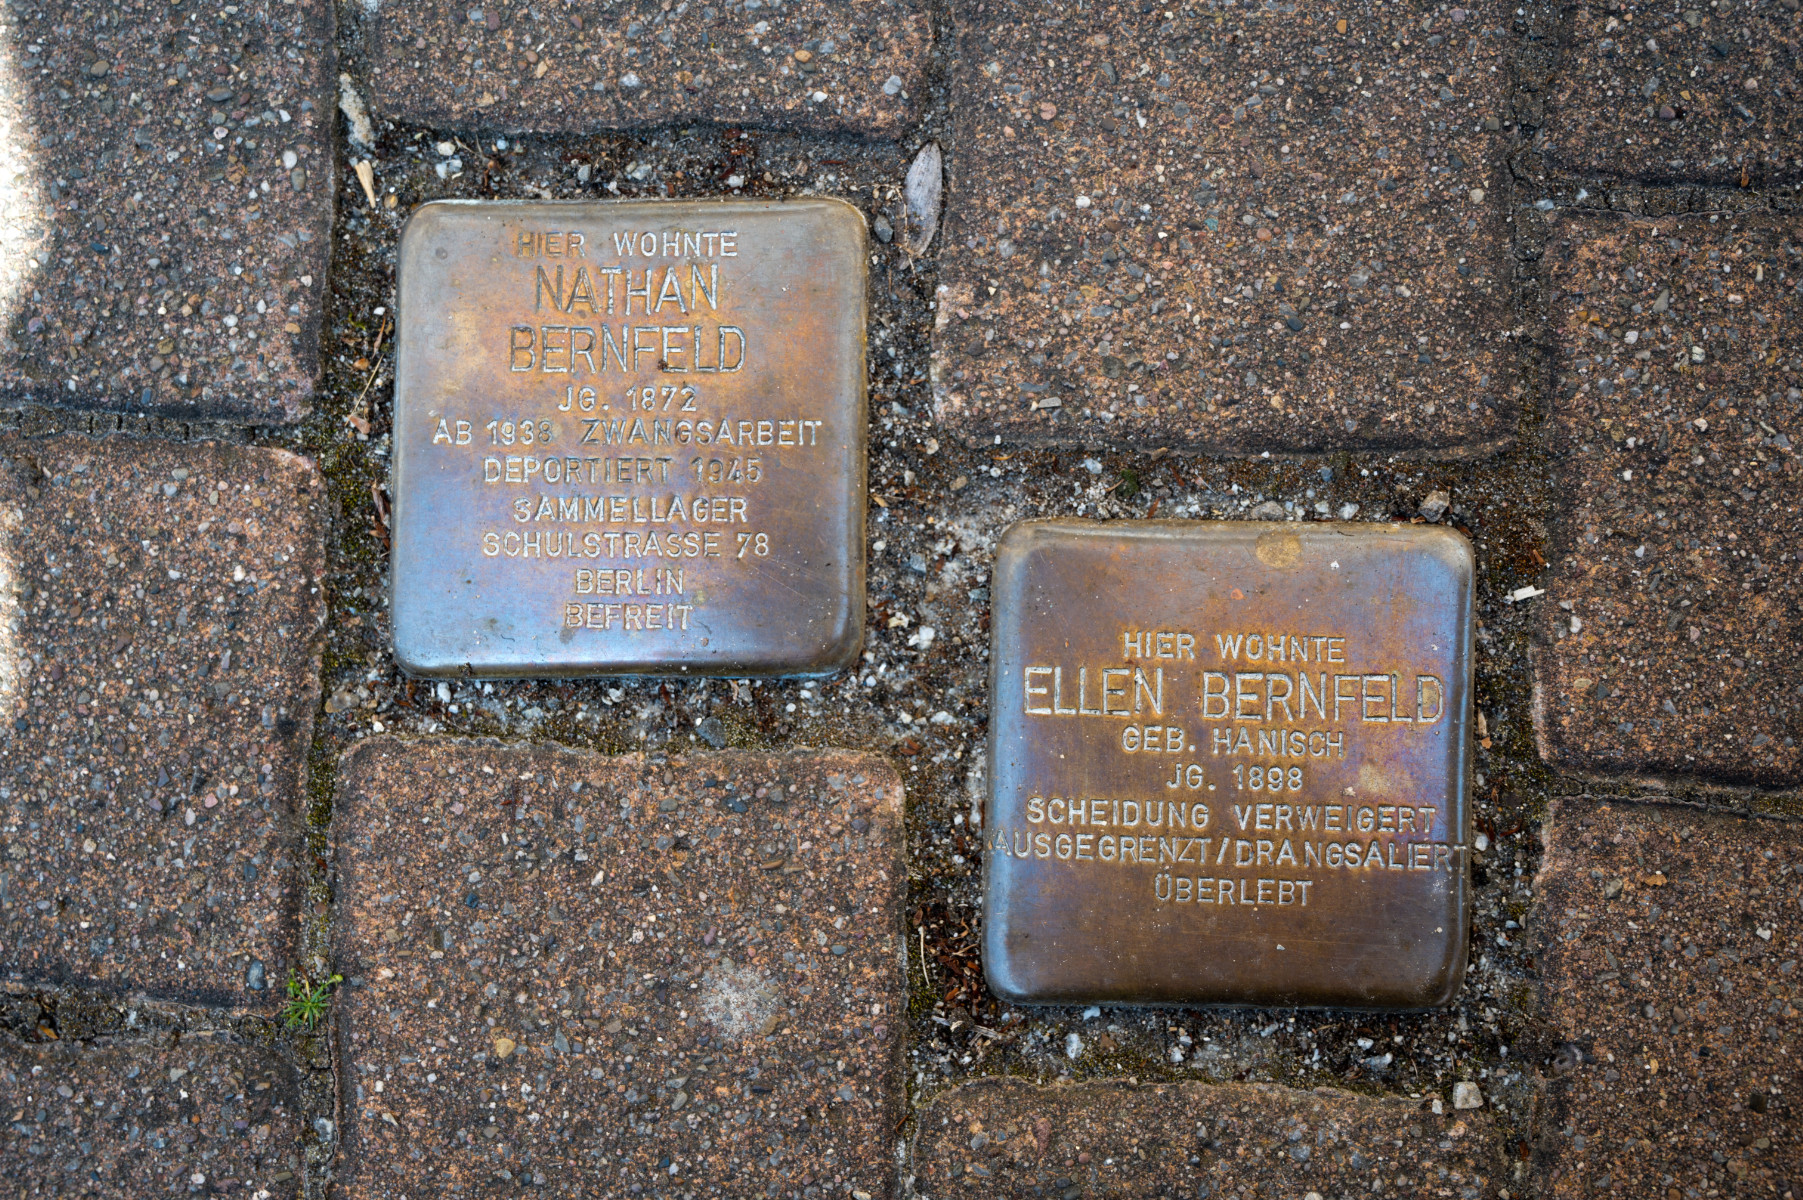 HIER WOHNTE
NATHAN
BERNFELD
JG. 1872
AB 1938 ZWANGSARBEIT
DEPORTIERT 1945
SAMMELLAGER
SCHULSTRASSE 78
BERLIN
BEFREIT
HIER WOHNTE
ELLEN BERNFELD
GEB. HANISCH
JG. 1898
SCHEIDUNG VERWEIGERT
AUSGEGRENZT/DRANGSALIERT
ÜBERLEBT